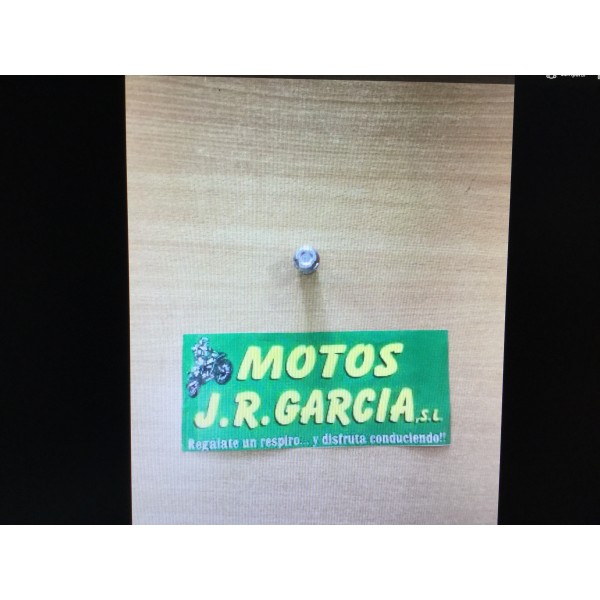 MOTOS
J.R. GARCIA, S.L.
Regalate un respiro... y disfruta conduciendo!!